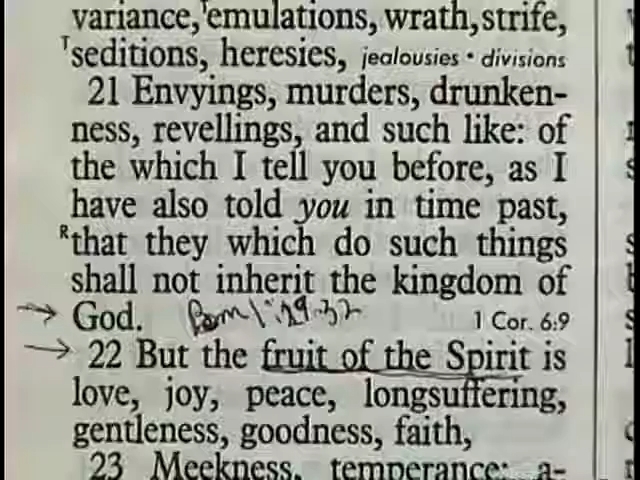 variance, ᵀemulations, wrath, strife,
ᵀseditions, heresies, jealousies • divisions
21 Envyings, murders, drunken-
ness, revellings, and such like: of
the which I tell you before, as I
have also told you in time past,
ᴿthat they which do such things
shall not inherit the kingdom of
→ God. Rom 1:29-32 1 Cor. 6:9
→ 22 But the fruit of the Spirit is
love, joy, peace, longsuffering,
gentleness, goodness, faith,
23 Meekness, temperance: a-